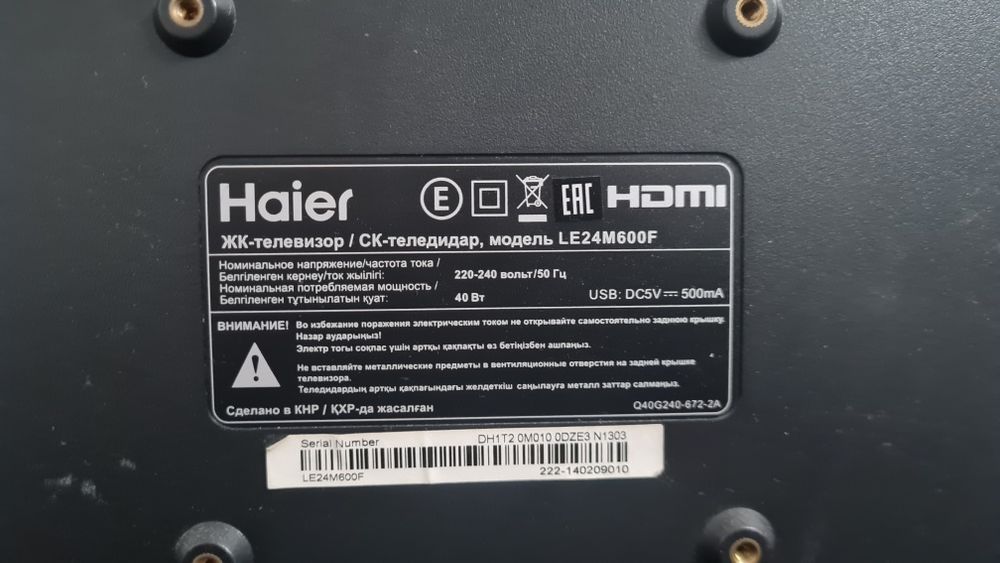 Haier E EAC HDMI
ЖК-телевизор / СК-теледидар, модель LE24M600F
Номинальное напряжение/частота тока /
Белгіленген кернеу/ток жыілігі: 220-240 вольт/50 Гц
Номинальная потребляемая мощность /
Белгіленген тұтынылатын қуат: 40 Вт USB: DC5V 500mA
ВНИМАНИЕ! Во избежание поражения электрическим током не открывайте самостоятельно заднюю крышку.
Назар аударыңыз!
Электр тогы соқпас үшін артқы қақпақты ез бетіңізбен ашпаңыз.
Не вставляйте металлические предметы в вентиляционные отверстия на задней крышке
телевизора.
Теледидардың артқы қақпағындағы желдеткіш саңылауға металл заттар салмаңыз.
Сделано в КНР / ҚХР-да жасалған Q40G240-672-2A
Serial Number DH1T2 0M010 0DZE3 N1303
LE24M600F 222-140209010